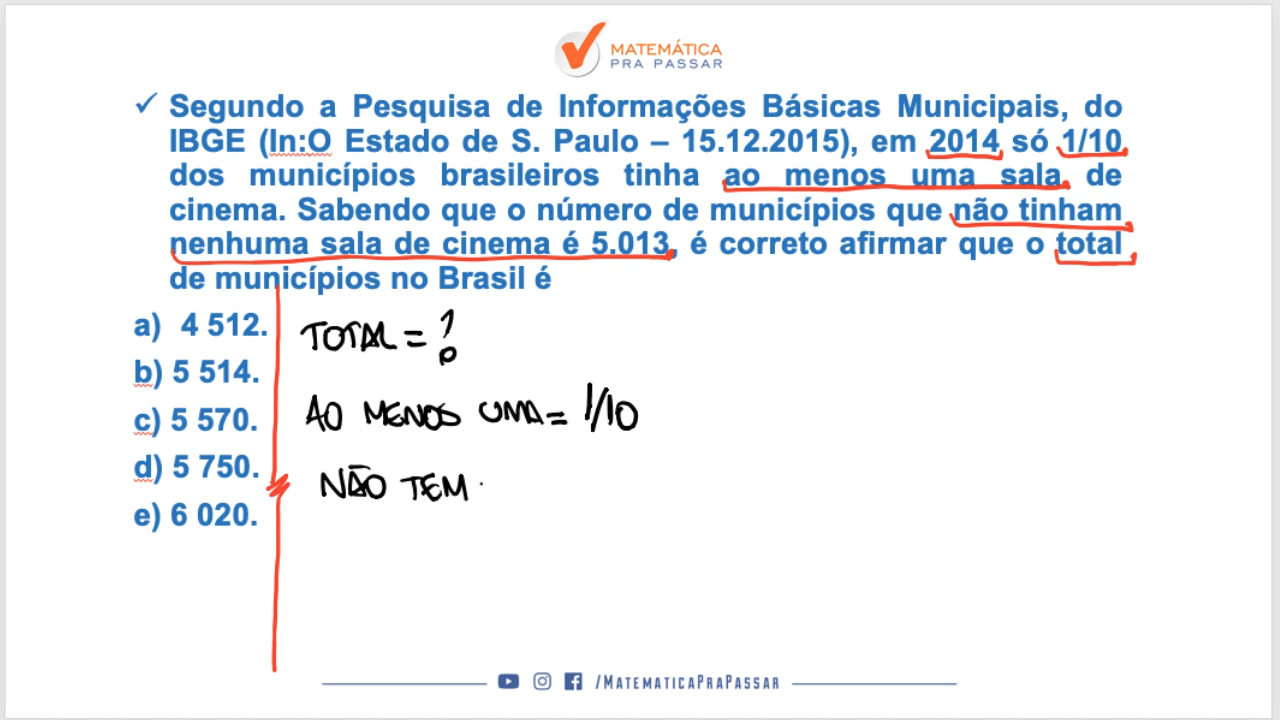 MATEMÁTICA
PRA PASSAR
✓ Segundo a Pesquisa de Informações Básicas Municipais, do
IBGE (In:O Estado de S. Paulo – 15.12.2015), em 2014 só 1/10
dos municípios brasileiros tinha ao menos uma sala de
cinema. Sabendo que o número de municípios que não tinham
nenhuma sala de cinema é 5.013, é correto afirmar que o total
de municípios no Brasil é
a) 4 512.
b) 5 514.
c) 5 570.
d) 5 750.
e) 6 020.
TOTAL = ?
AO MENOS UMA = 1/10
NÃO TEM
/MATEMATICAPRAPASSAR